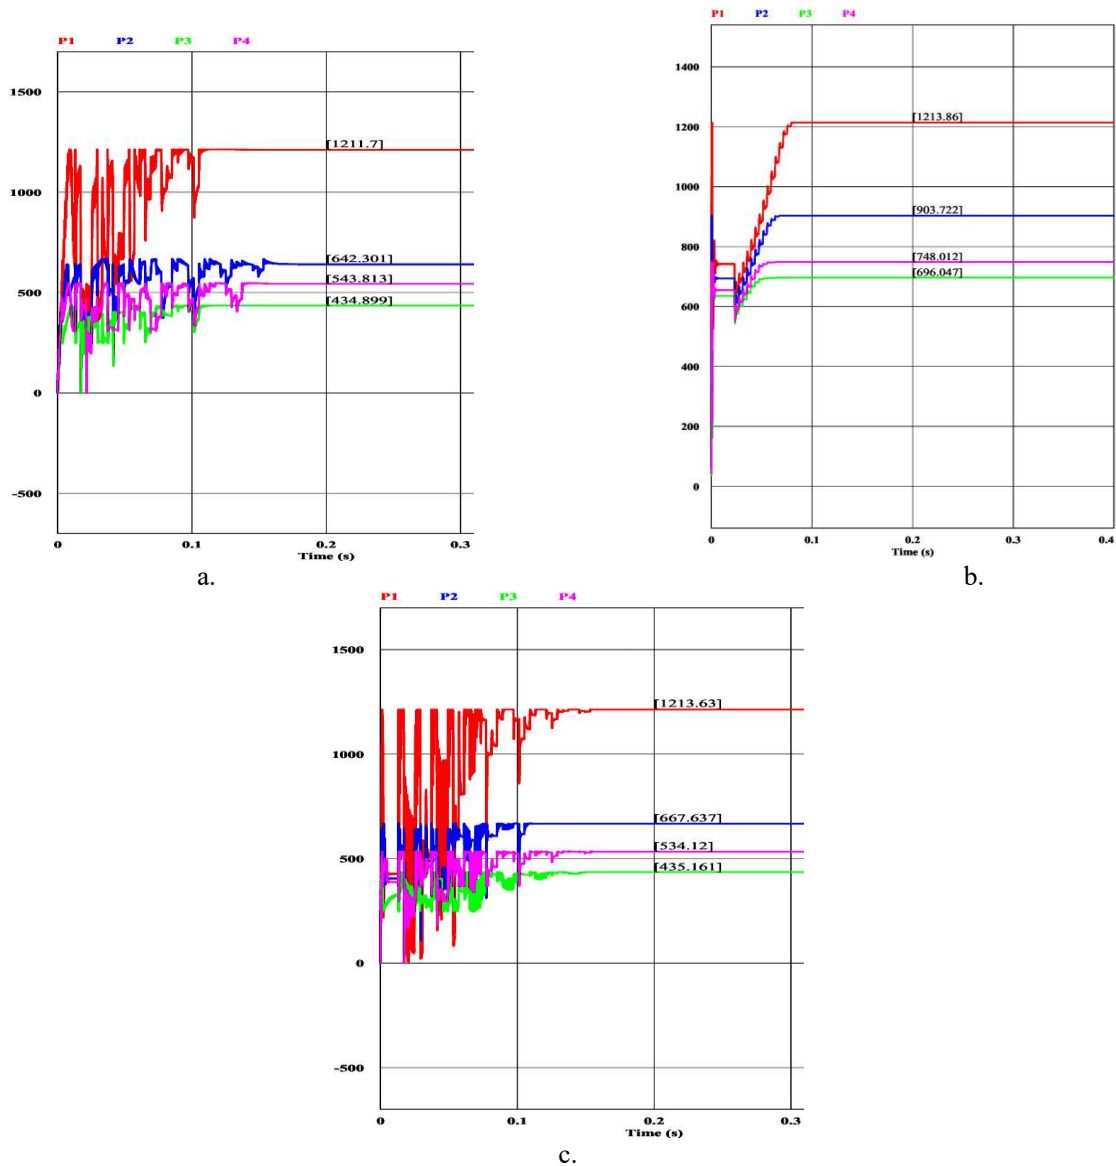 P1 P2 P3 P4
1500
[1211.7]
1000
[642.301]
[543.813]
500
[434.899]
0
-500
0 0.1 0.2 0.3
Time (s)
a.
P1 P2 P3 P4
1400
[1213.86]
1200
1000
[903.722]
800
[748.012]
[696.047]
600
400
200
0
0 0.1 0.2 0.3 0.4
Time (s)
b.
P1 P2 P3 P4
1500
[1213.63]
1000
[667.637]
[534.12]
500
[435.161]
0
-500
0 0.1 0.2 0.3
Time (s)
c.